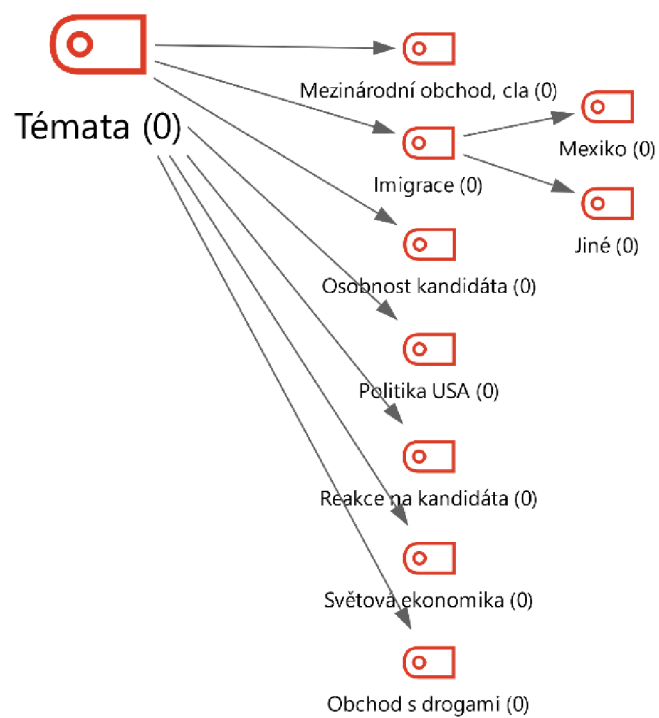 Témata (0)
Mezinárodní obchod, cla (0)
Imigrace (0)
Mexiko (0)
Jiné (0)
Osobnost kandidáta (0)
Politika USA (0)
Reakce na kandidáta (0)
Světová ekonomika (0)
Obchod s drogami (0)